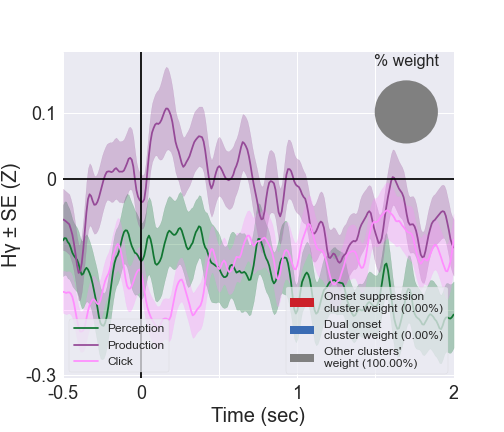 % weight
0.1
0
-0.3
Hγ ± SE (Z)
Perception
Production
Click
Onset suppression
cluster weight (0.00%)
Dual onset
cluster weight (0.00%)
Other clusters'
weight (100.00%)
-0.5
0
1
2
Time (sec)